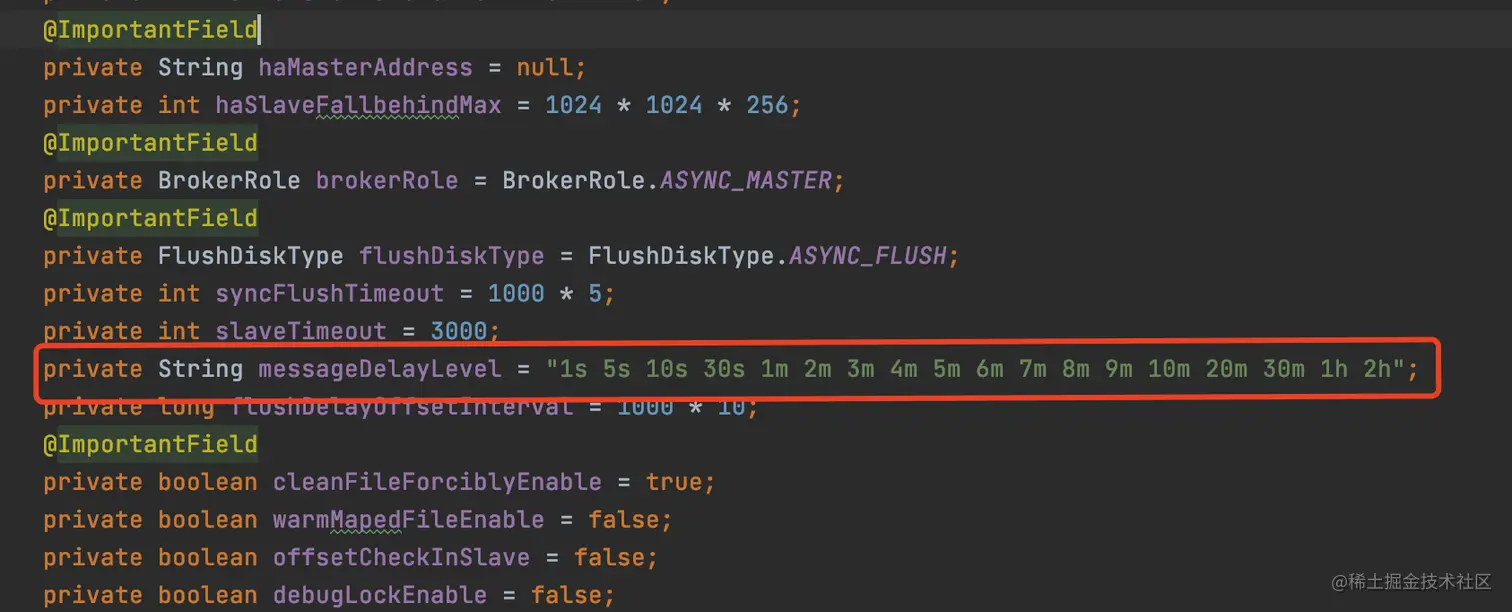 @ImportantField
private String haMasterAddress = null;
private int haSlaveFallbehindMax = 1024 * 1024 * 256;
@ImportantField
private BrokerRole brokerRole = BrokerRole.ASYNC_MASTER;
@ImportantField
private FlushDiskType flushDiskType = FlushDiskType.ASYNC_FLUSH;
private int syncFlushTimeout = 1000 * 5;
private int slaveTimeout = 3000;
private String messageDelayLevel = "1s 5s 10s 30s 1m 2m 3m 4m 5m 6m 7m 8m 9m 10m 20m 30m 1h 2h";
private long flushDelayOffsetInterval = 1000 * 10;
@ImportantField
private boolean cleanFileForciblyEnable = true;
private boolean warmMapedFileEnable = false;
private boolean offsetCheckInSlave = false;
private boolean debugLockEnable = false;
@稀土掘金技术社区